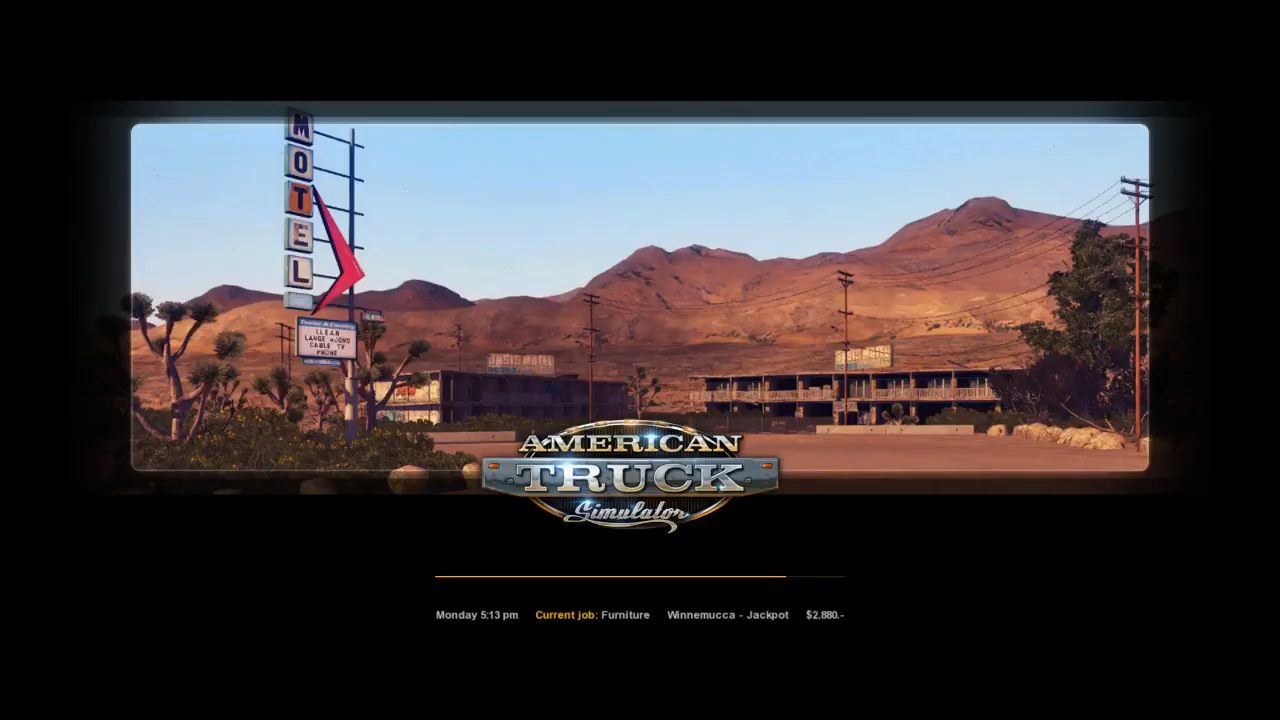 MOTEL
CLEAN
LARGE ROOMS
CABLE TV
PHONE
AMERICAN
TRUCK
Simulator
Monday 5:13 pm Current job: Furniture Winnemucca - Jackpot $2,880.-